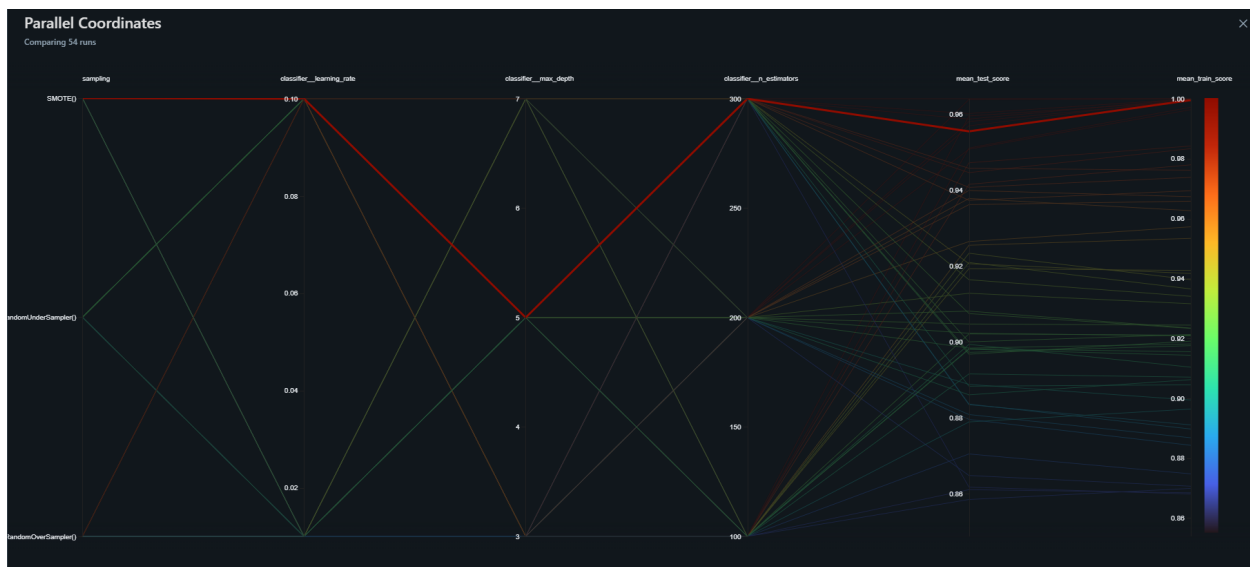 Parallel Coordinates
Comparing 54 runs
sampling
classifier__learning_rate
classifier__max_depth
classifier__n_estimators
mean_test_score
mean_train_score
SMOTE()
andomUnderSampler()
RandomOverSampler()
0.10
0.08
0.06
0.04
0.02
7
6
5
4
3
300
250
200
150
100
0.96
0.94
0.92
0.90
0.88
0.86
1.00
0.98
0.96
0.94
0.92
0.90
0.88
0.86